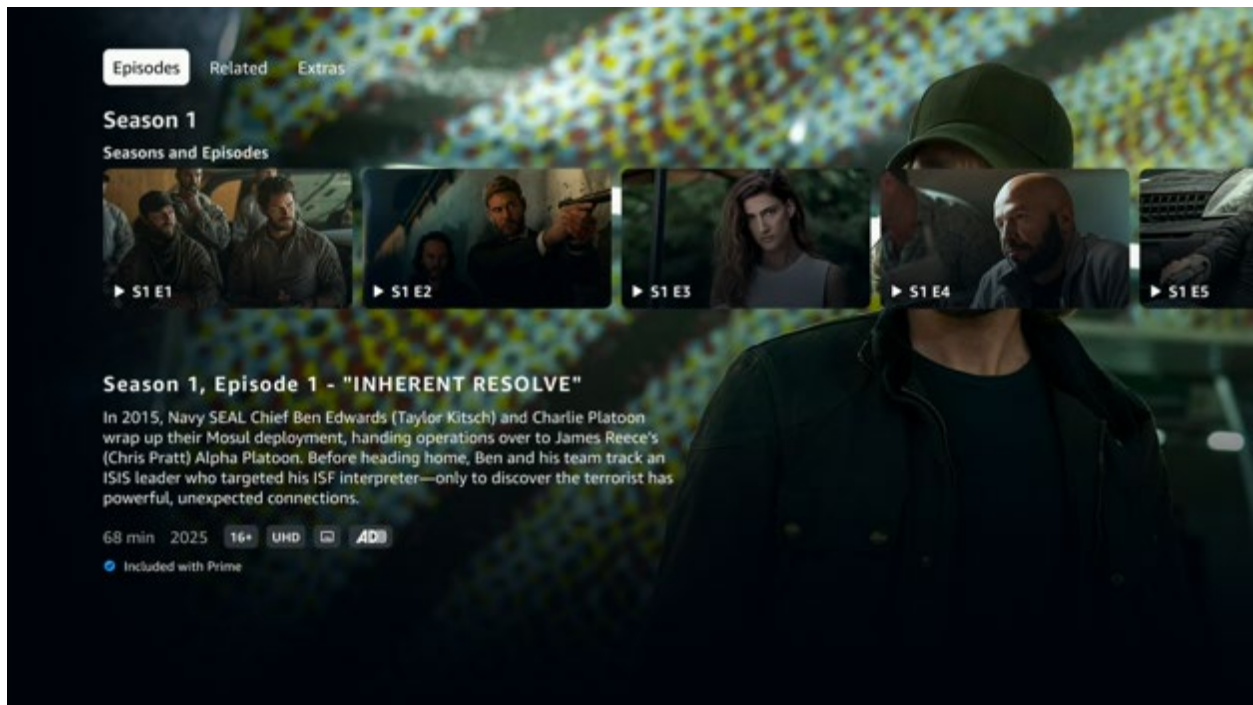 Episodes Related Extras
Season 1
Seasons and Episodes
S1 E1 S1 E2 S1 E3 S1 E4 S1 E5
Season 1, Episode 1 - "INHERENT RESOLVE"
In 2015, Navy SEAL Chief Ben Edwards (Taylor Kitsch) and Charlie Platoon
wrap up their Mosul deployment, handing operations over to James Reece's
(Chris Pratt) Alpha Platoon. Before heading home, Ben and his team track an
ISIS leader who targeted his ISF interpreter—only to discover the terrorist has
powerful, unexpected connections.
68 min 2025 16+ UHD AD
Included with Prime